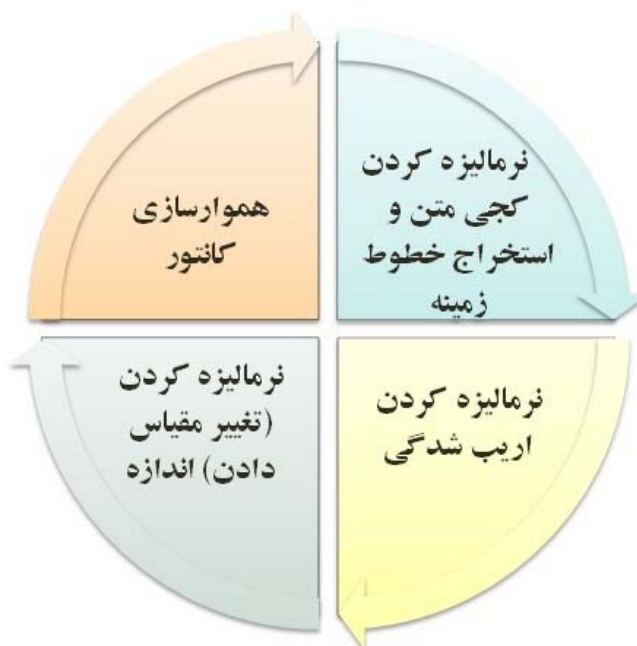 نرمالیزه کردن
کجی متن و
استخراج خطوط
زمینه
نرمالیزه کردن
اریب شدگی
نرمالیزه کردن
(تغییر مقیاس
دادن) اندازه
هموارسازی
کانتور